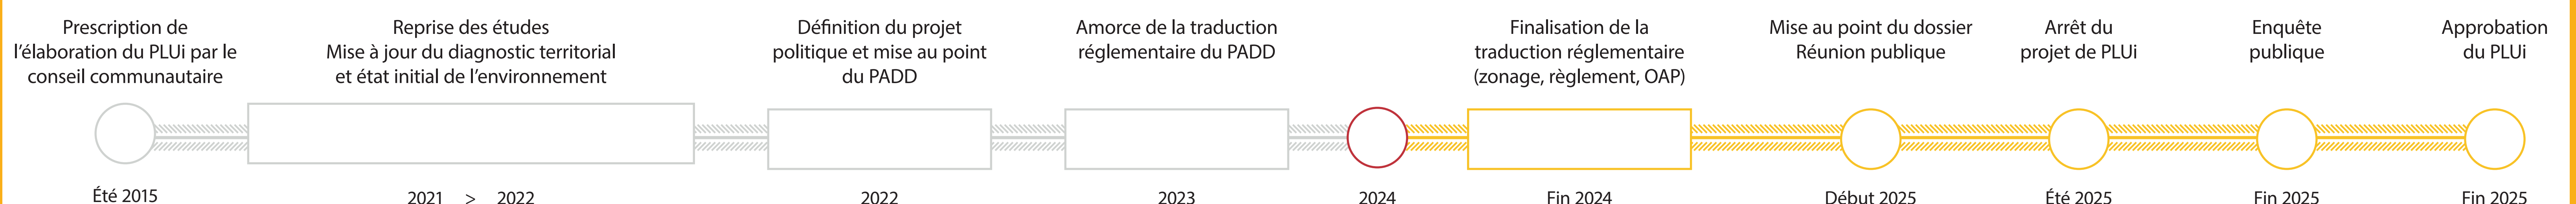 Prescription de
l'élaboration du PLUi par le
conseil communautaire
Été 2015
Reprise des études
Mise à jour du diagnostic territorial
et état initial de l'environnement
2021 > 2022
Définition du projet
politique et mise au point
du PADD
2022
Amorce de la traduction
réglementaire du PADD
2023
2024
Finalisation de la
traduction réglementaire
(zonage, règlement, OAP)
Fin 2024
Mise au point du dossier
Réunion publique
Début 2025
Arrêt du
projet de PLUi
Été 2025
Enquête
publique
Fin 2025
Approbation
du PLUi
Fin 2025